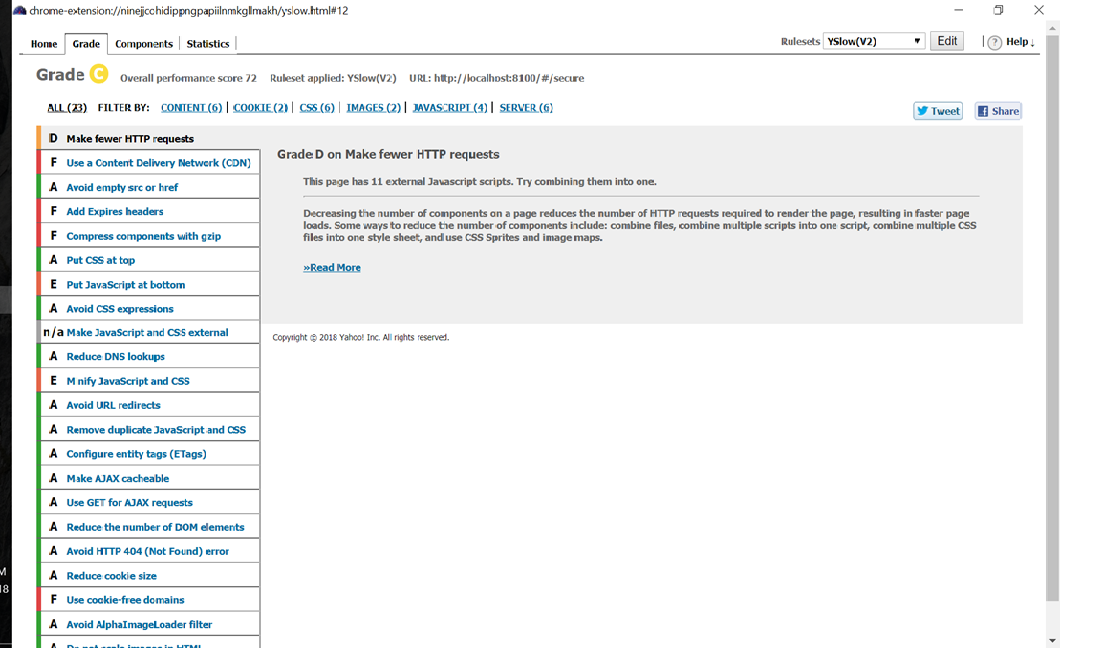 chrome-extension://ninejjcohidippngpapiilnmkgllmakh/yslow.html#12
Home Grade Components Statistics
Rulesets YSlow(V2) Edit ? Help ↓
Grade C Overall performance score 72 Ruleset applied: YSlow(V2) URL: http://localhost:8100/#/secure
ALL (23) FILTER BY: CONTENT (6) | COOKIE (2) | CSS (6) | IMAGES (2) | JAVASCRIPT (4) | SERVER (6)
Tweet Share
D Make fewer HTTP requests
F Use a Content Delivery Network (CDN)
A Avoid empty src or href
F Add Expires headers
F Compress components with gzip
A Put CSS at top
E Put JavaScript at bottom
A Avoid CSS expressions
n/a Make JavaScript and CSS external
A Reduce DNS lookups
E Minify JavaScript and CSS
A Avoid URL redirects
A Remove duplicate JavaScript and CSS
A Configure entity tags (ETags)
A Make AJAX cacheable
A Use GET for AJAX requests
A Reduce the number of DOM elements
A Avoid HTTP 404 (Not Found) error
A Reduce cookie size
F Use cookie-free domains
A Avoid AlphaImageLoader filter
A Do not scale images in HTML
Grade D on Make fewer HTTP requests
This page has 11 external Javascript scripts. Try combining them into one.
Decreasing the number of components on a page reduces the number of HTTP requests required to render the page, resulting in faster page
loads. Some ways to reduce the number of components include: combine files, combine multiple scripts into one script, combine multiple CSS
files into one style sheet, and use CSS Sprites and image maps.
»Read More
Copyright © 2018 Yahoo! Inc. All rights reserved.
M
18